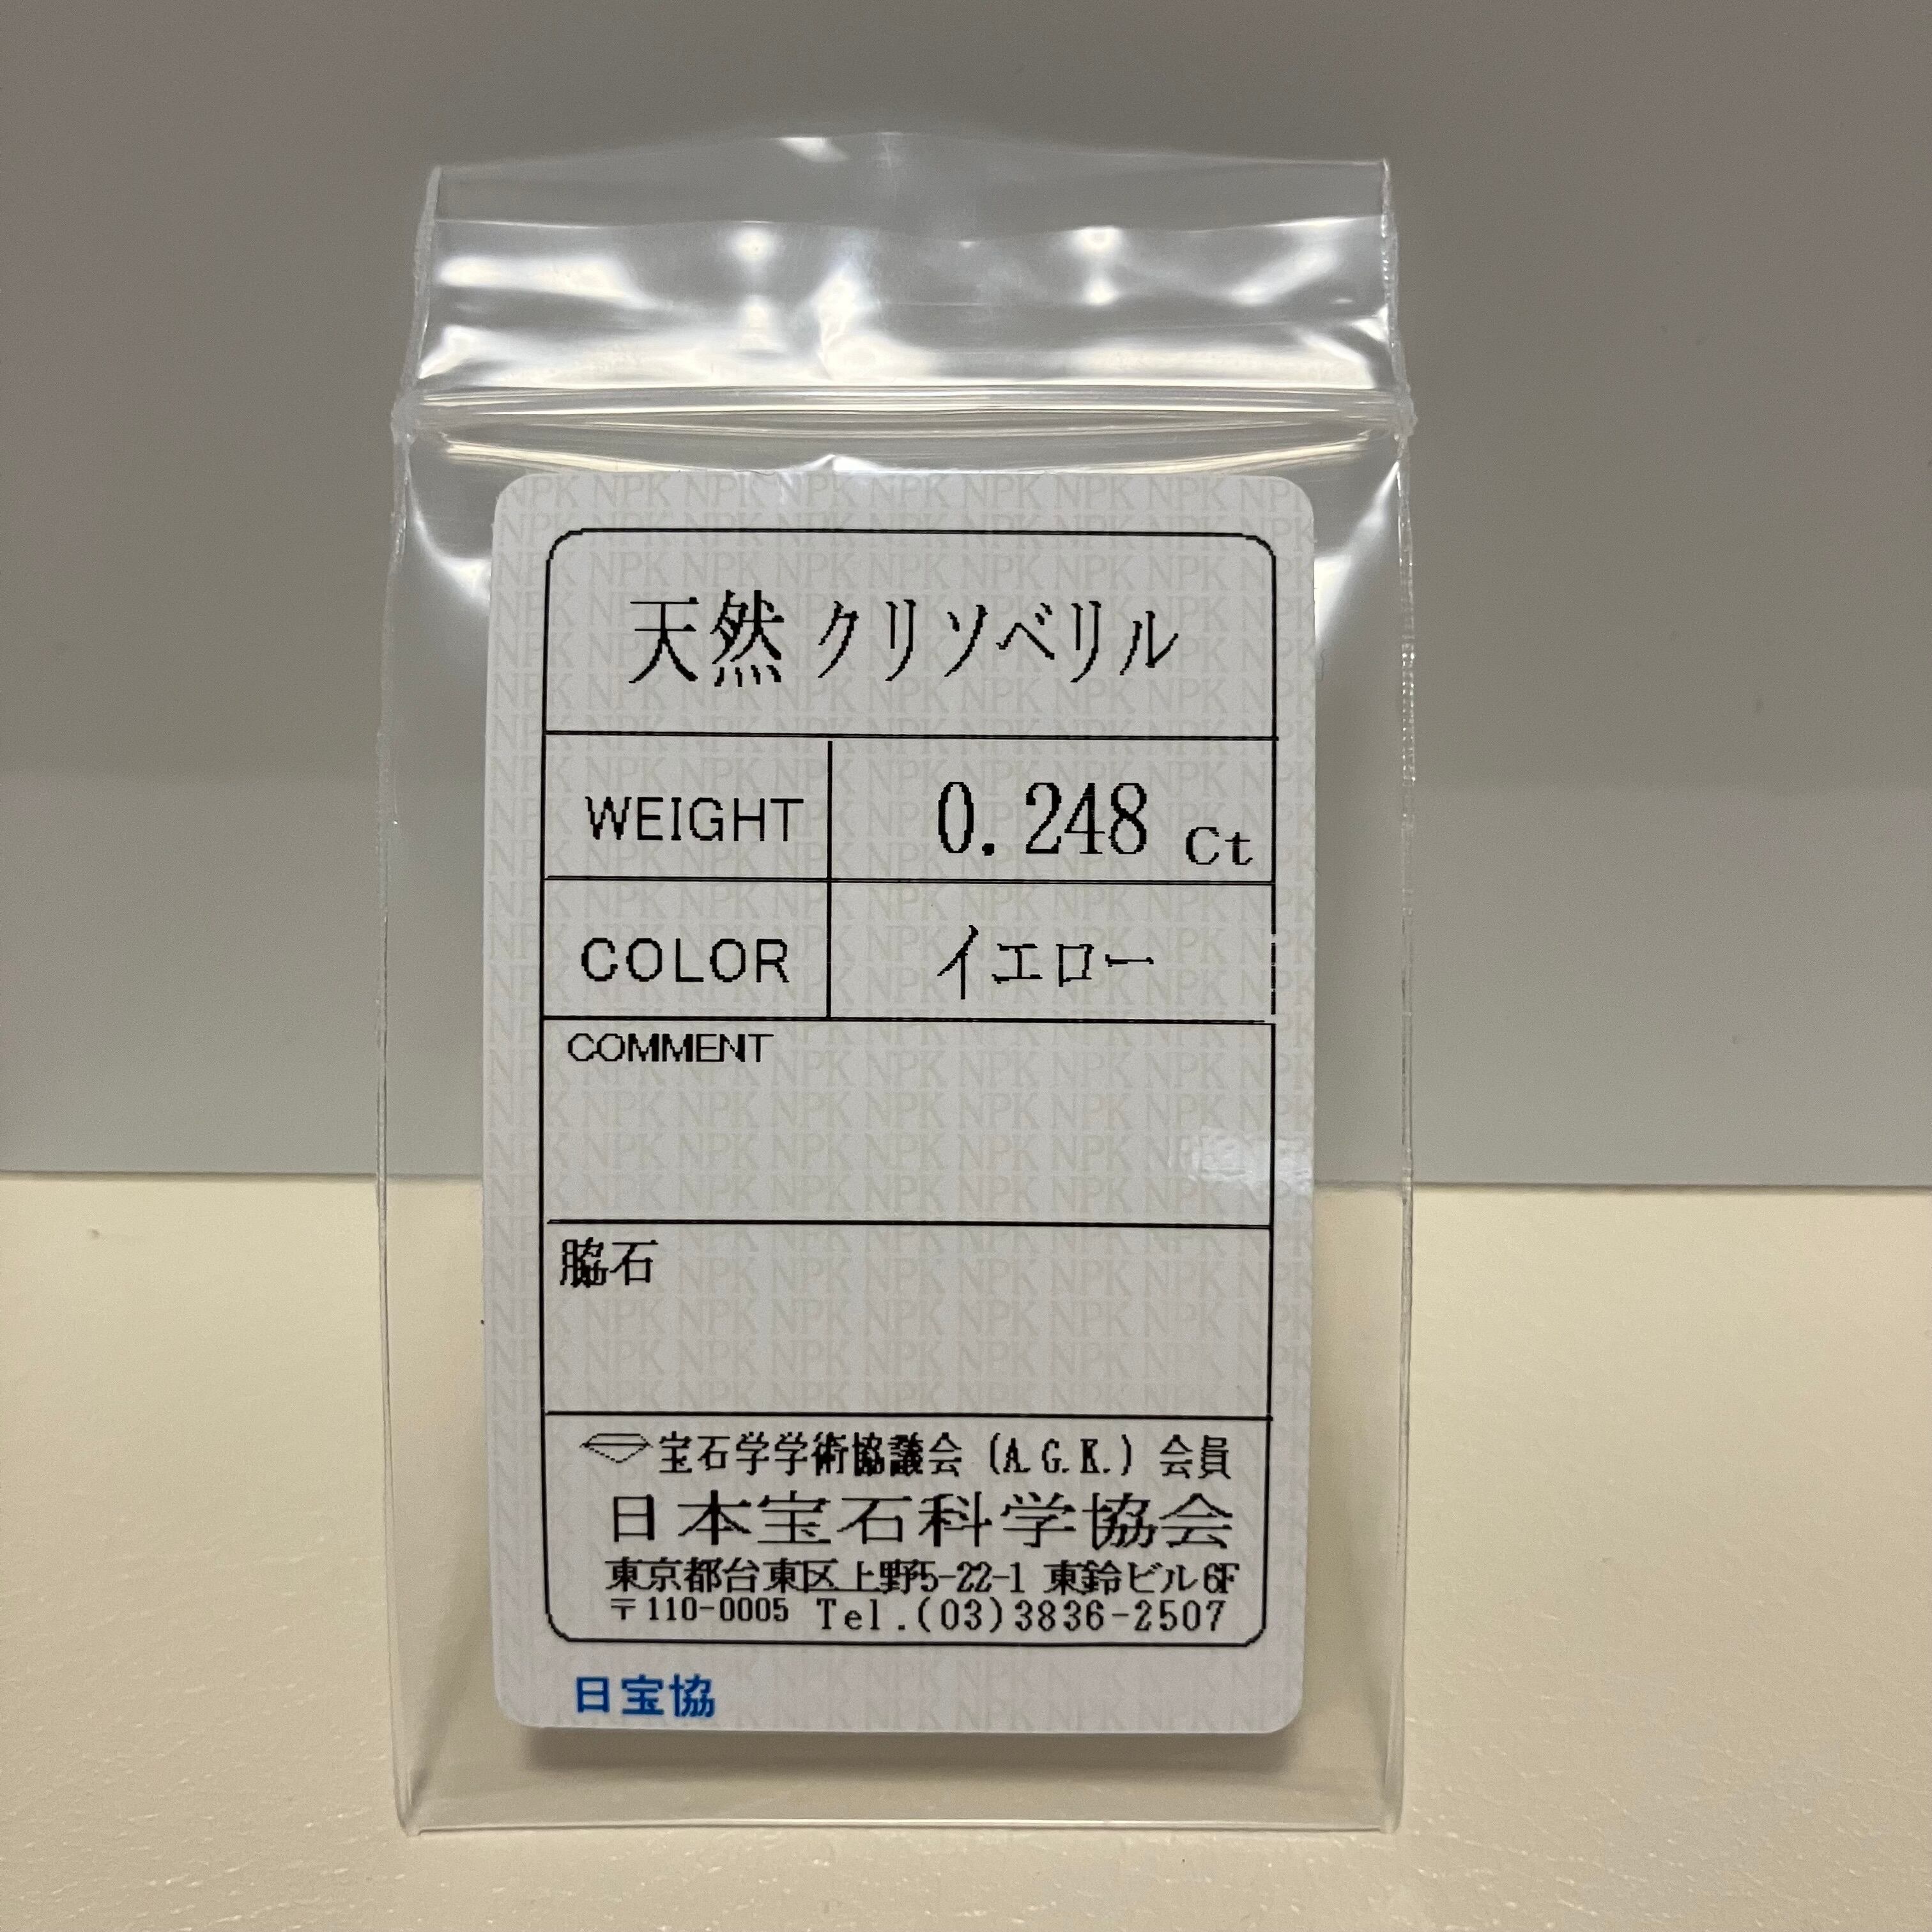 天然 クリソベリル
WEIGHT 0.248 Ct
COLOR イエロー
COMMENT
脇石
宝石学学術協議会 (A.G.K.) 会員
日本宝石科学協会
東京都台東区上野5-22-1 東鈴ビル6F
〒110-0005 Tel.(03)3836-2507
日宝協